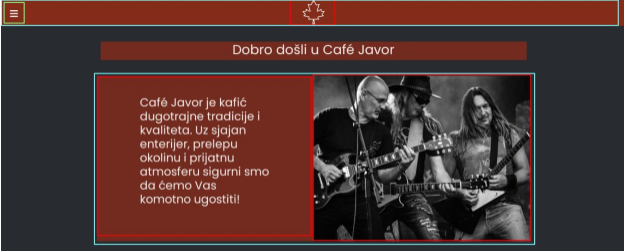 Dobro došli u Café Javor
Café Javor je kafić
dugotrajne tradicije i
kvaliteta. Uz sjajan
enterijer, prelepu
okolinu i prijatnu
atmosferu sigurni smo
da ćemo Vas
komotno ugostiti!